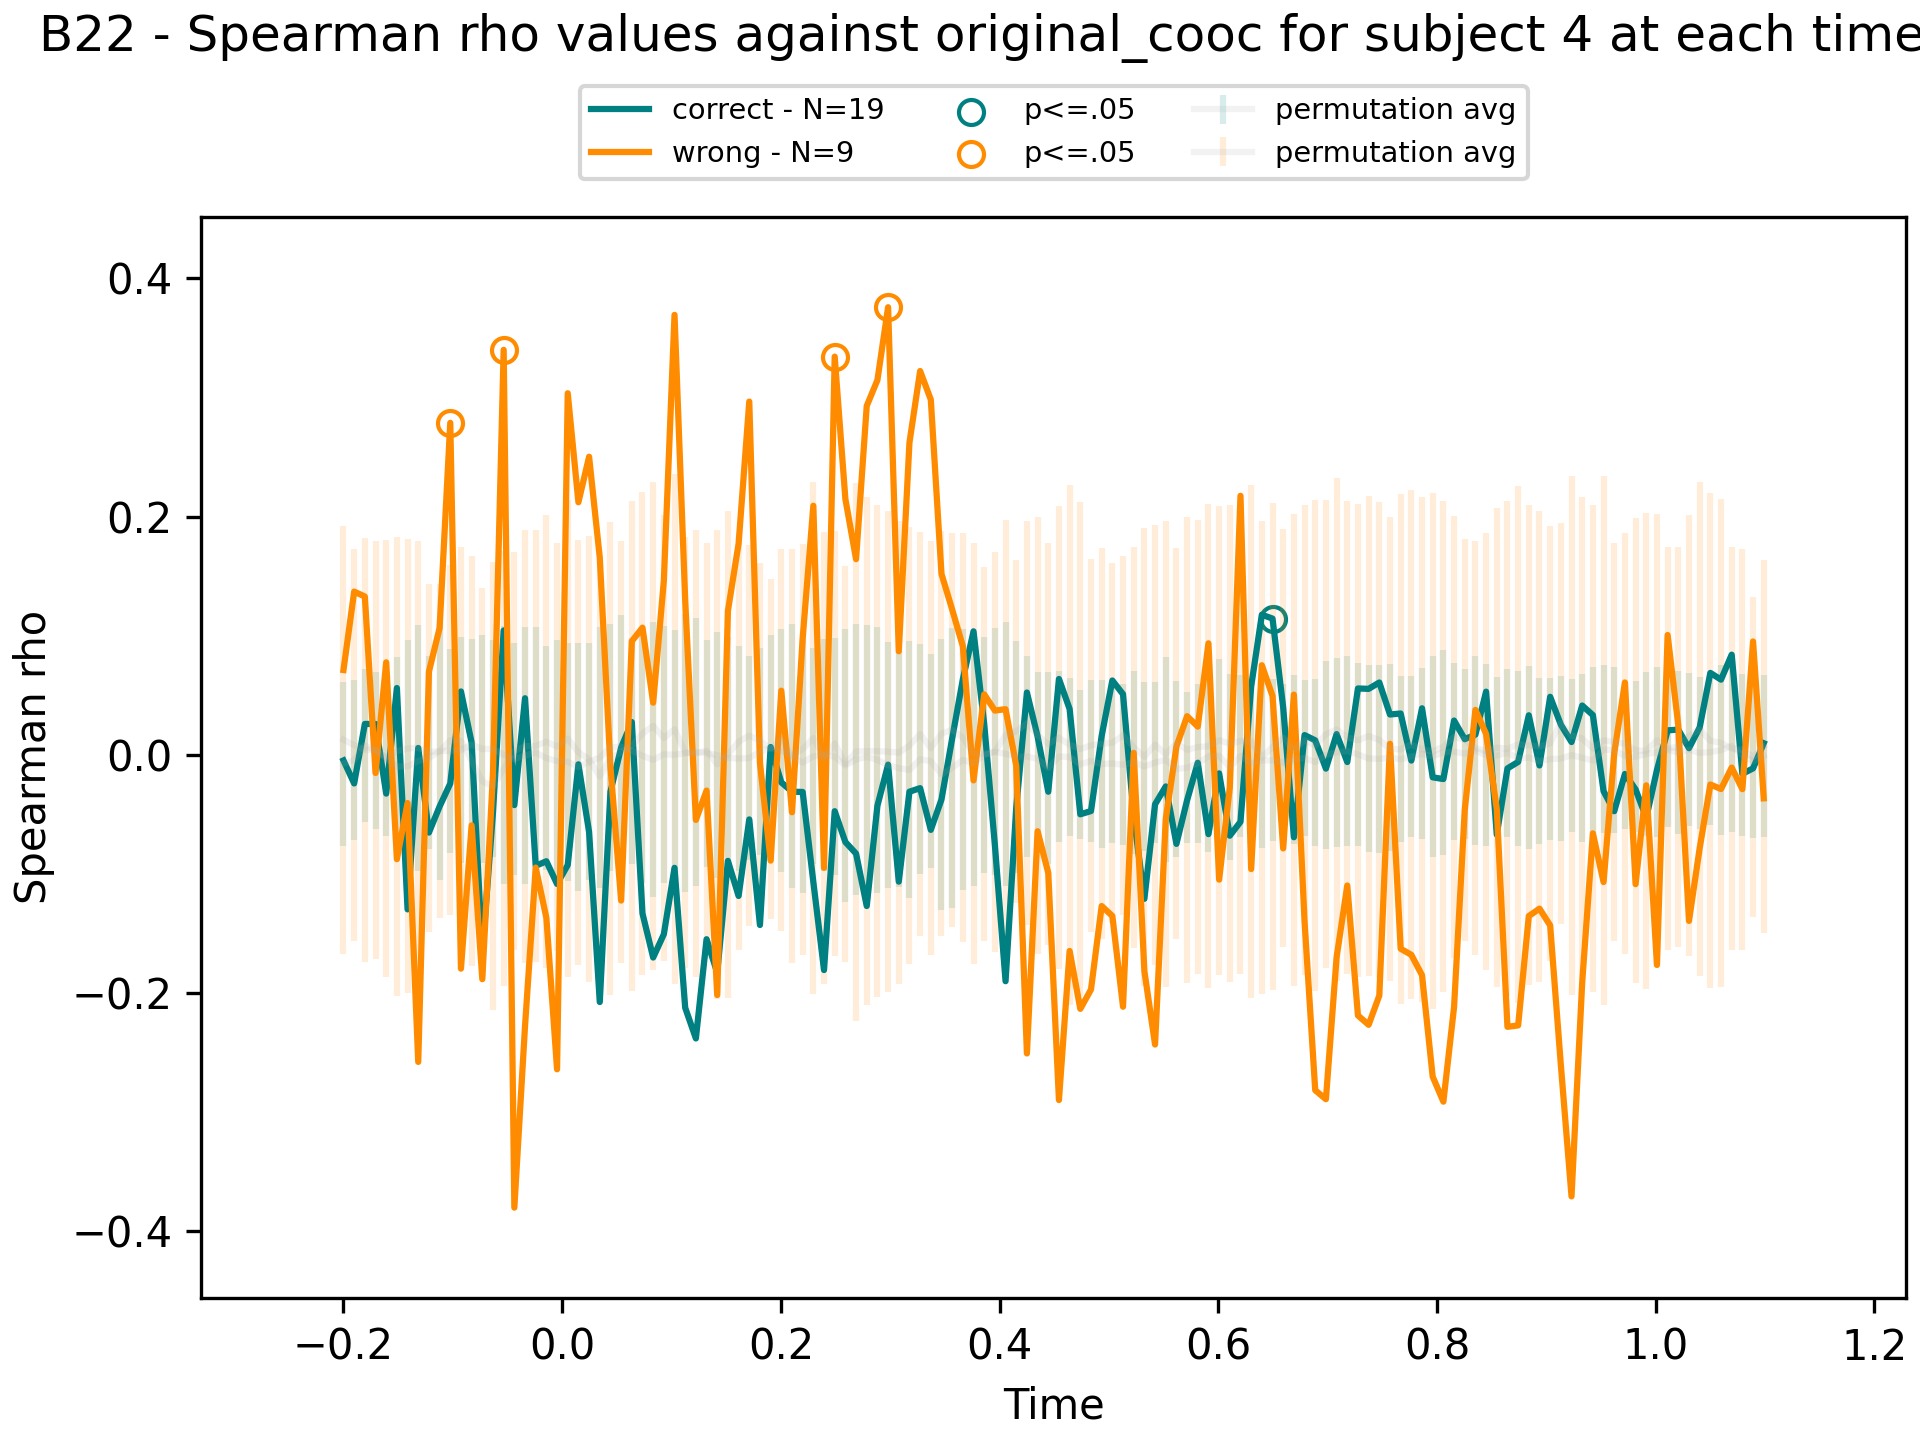 B22 - Spearman rho values against original_cooc for subject 4 at each time
correct - N=19
wrong - N=9
p<=.05
p<=.05
permutation avg
permutation avg
Spearman rho
0.4
0.2
0.0
−0.2
−0.4
−0.2 0.0 0.2 0.4 0.6 0.8 1.0 1.2
Time